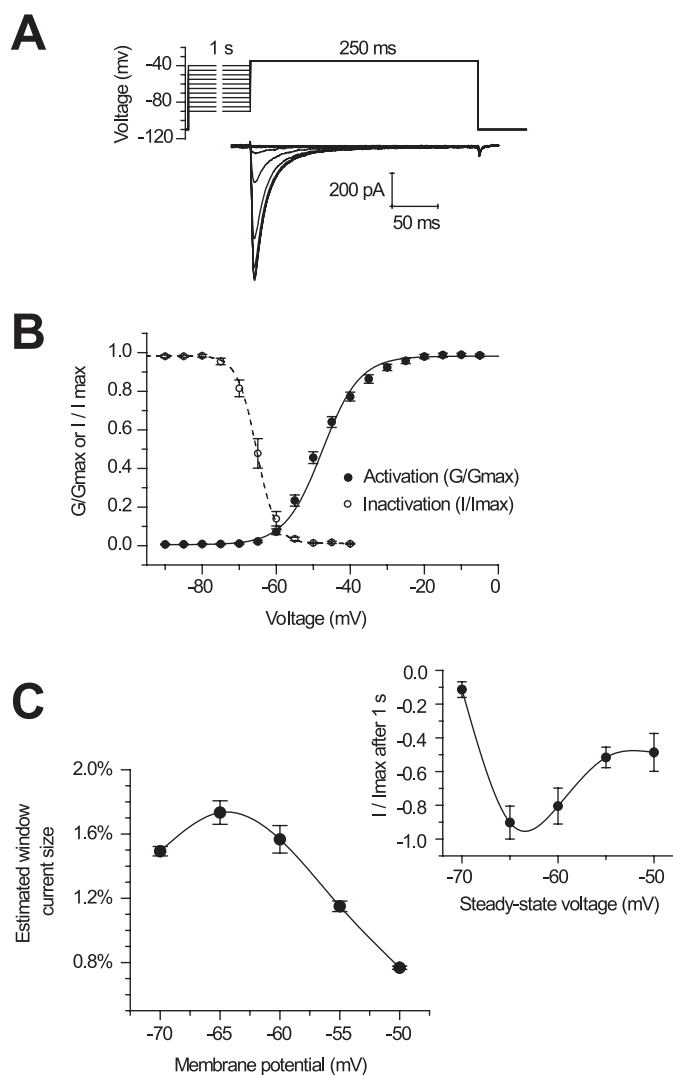 A
1 s
250 ms
Voltage (mv)
-40
-80
-120
200 pA
50 ms
B
G/Gmax or I / I max
1.0
0.8
0.6
0.4
0.2
0.0
Activation (G/Gmax)
Inactivation (I/Imax)
-80
-60
-40
-20
0
Voltage (mV)
C
Estimated window
current size
2.0%
1.6%
1.2%
0.8%
-70
-65
-60
-55
-50
Membrane potential (mV)
I / Imax after 1 s
0.0
-0.2
-0.4
-0.6
-0.8
-1.0
-70
-65
-60
-55
-50
Steady-state voltage (mV)